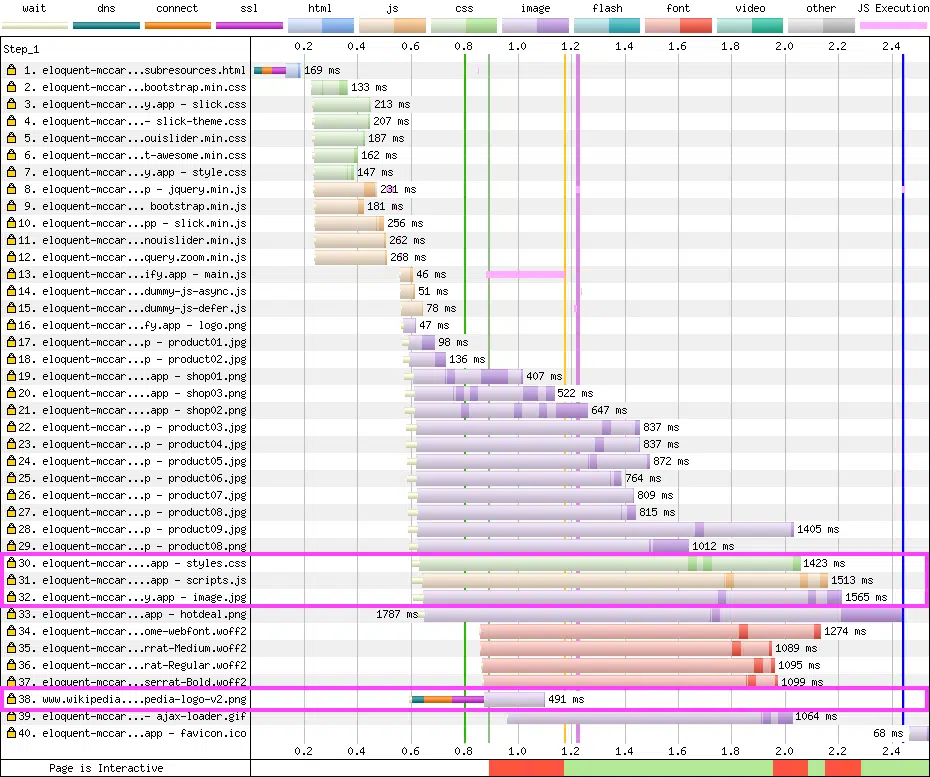 wait dns connect ssl html js css image flash font video other JS Execution
Step_1 0.2 0.4 0.6 0.8 1.0 1.2 1.4 1.6 1.8 2.0 2.2 2.4
1. eloquent-mccar...subresources.html 169 ms
2. eloquent-mccar...bootstrap.min.css 133 ms
3. eloquent-mccar...y.app - slick.css 213 ms
4. eloquent-mccar...- slick-theme.css 207 ms
5. eloquent-mccar...ouislider.min.css 187 ms
6. eloquent-mccar...t-awesome.min.css 162 ms
7. eloquent-mccar...y.app - style.css 147 ms
8. eloquent-mccar...p - jquery.min.js 231 ms
9. eloquent-mccar... bootstrap.min.js 181 ms
10. eloquent-mccar...pp - slick.min.js 256 ms
11. eloquent-mccar...nouislider.min.js 262 ms
12. eloquent-mccar...query.zoom.min.js 268 ms
13. eloquent-mccar...ify.app - main.js 46 ms
14. eloquent-mccar...dummy-js-async.js 51 ms
15. eloquent-mccar...dummy-js-defer.js 78 ms
16. eloquent-mccar...fy.app - logo.png 47 ms
17. eloquent-mccar...p - product01.jpg 98 ms
18. eloquent-mccar...p - product02.jpg 136 ms
19. eloquent-mccar....app - shop01.png 407 ms
20. eloquent-mccar....app - shop03.png 522 ms
21. eloquent-mccar....app - shop02.png 647 ms
22. eloquent-mccar...p - product03.jpg 837 ms
23. eloquent-mccar...p - product04.jpg 837 ms
24. eloquent-mccar...p - product05.jpg 872 ms
25. eloquent-mccar...p - product06.jpg 764 ms
26. eloquent-mccar...p - product07.jpg 809 ms
27. eloquent-mccar...p - product08.jpg 815 ms
28. eloquent-mccar...p - product09.jpg 1405 ms
29. eloquent-mccar...p - product08.png 1012 ms
30. eloquent-mccar....app - styles.css 1423 ms
31. eloquent-mccar....app - scripts.js 1513 ms
32. eloquent-mccar...y.app - image.jpg 1565 ms
33. eloquent-mccar...app - hotdeal.png 1787 ms
34. eloquent-mccar...ome-webfont.woff2 1274 ms
35. eloquent-mccar...rrat-Medium.woff2 1089 ms
36. eloquent-mccar...rat-Regular.woff2 1095 ms
37. eloquent-mccar...serrat-Bold.woff2 1099 ms
38. www.wikipedia....pedia-logo-v2.png 491 ms
39. eloquent-mccar...- ajax-loader.gif 1064 ms
40. eloquent-mccar...app - favicon.ico 68 ms
0.2 0.4 0.6 0.8 1.0 1.2 1.4 1.6 1.8 2.0 2.2 2.4
Page is Interactive